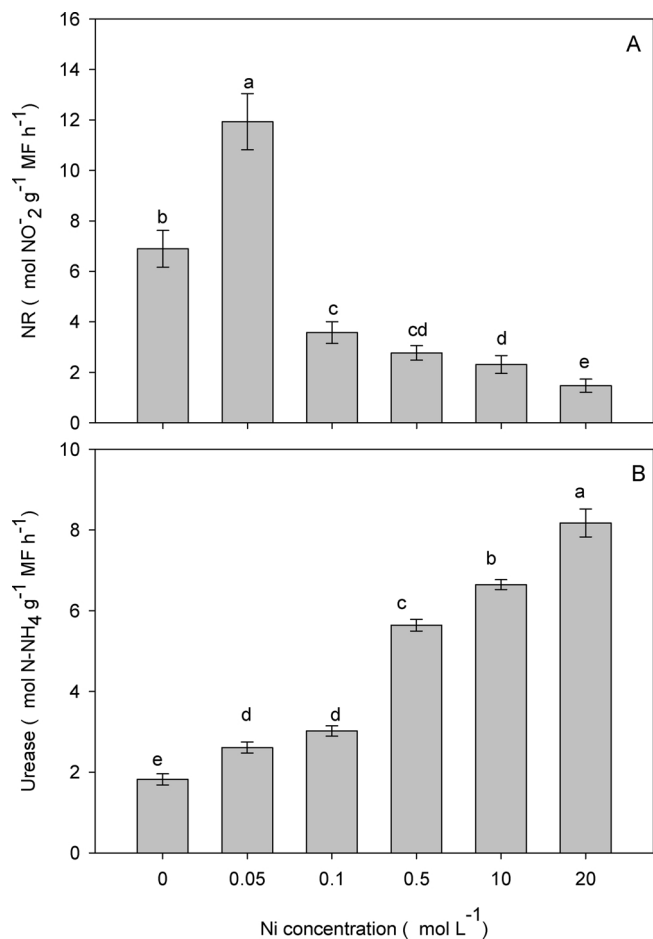 A
NR ( mol NO₂⁻ g⁻¹ MF h⁻¹)
16
14
12
10
8
6
4
2
0
b
a
c
cd
d
e
B
Urease ( mol N-NH₄ g⁻¹ MF h⁻¹)
10
8
6
4
2
0
e
d
d
c
b
a
0 0.05 0.1 0.5 10 20
Ni concentration ( mol L⁻¹)